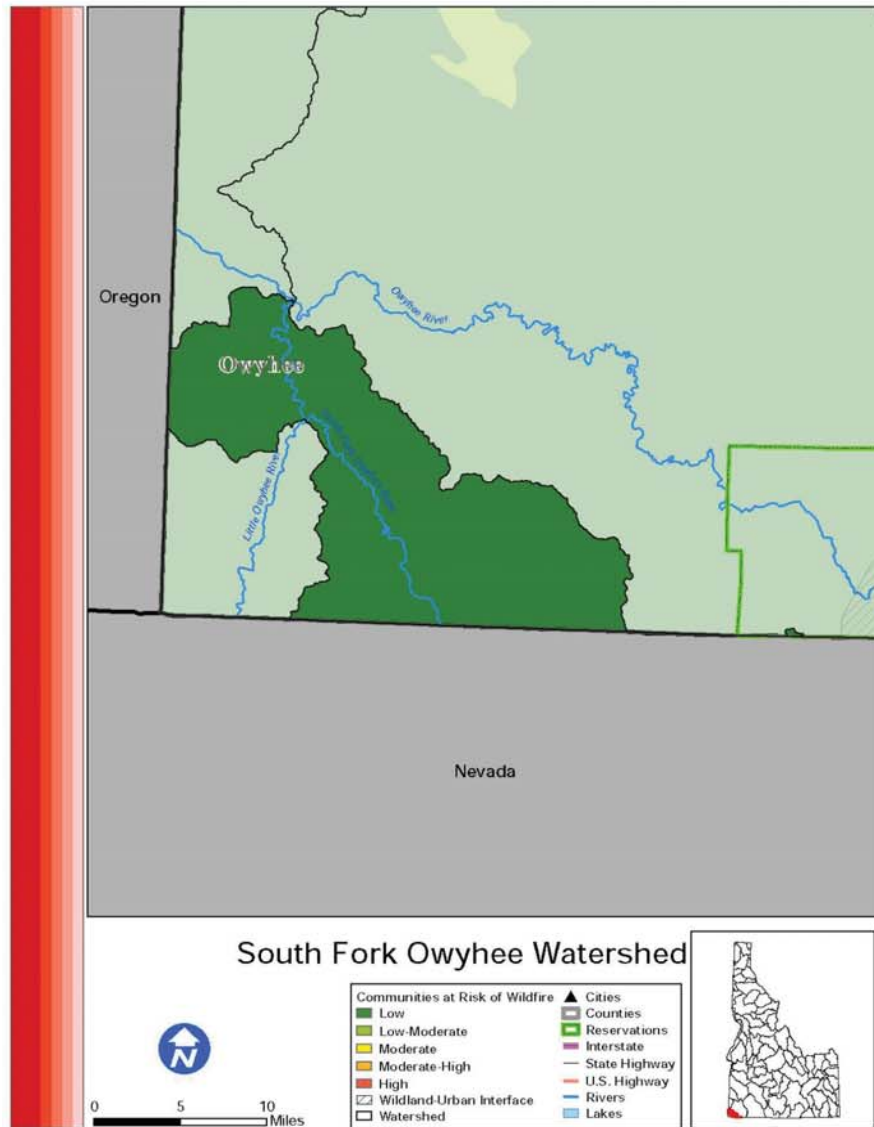 Oregon
Owyhee River
Owyhee
Little Owyhee River
Nevada
South Fork Owyhee Watershed
Communities at Risk of Wildfire
Low
Low-Moderate
Moderate
Moderate-High
High
Wildland-Urban Interface
Watershed
Cities
Counties
Reservations
Interstate
State Highway
U.S. Highway
Rivers
Lakes
N
0 5 10
Miles